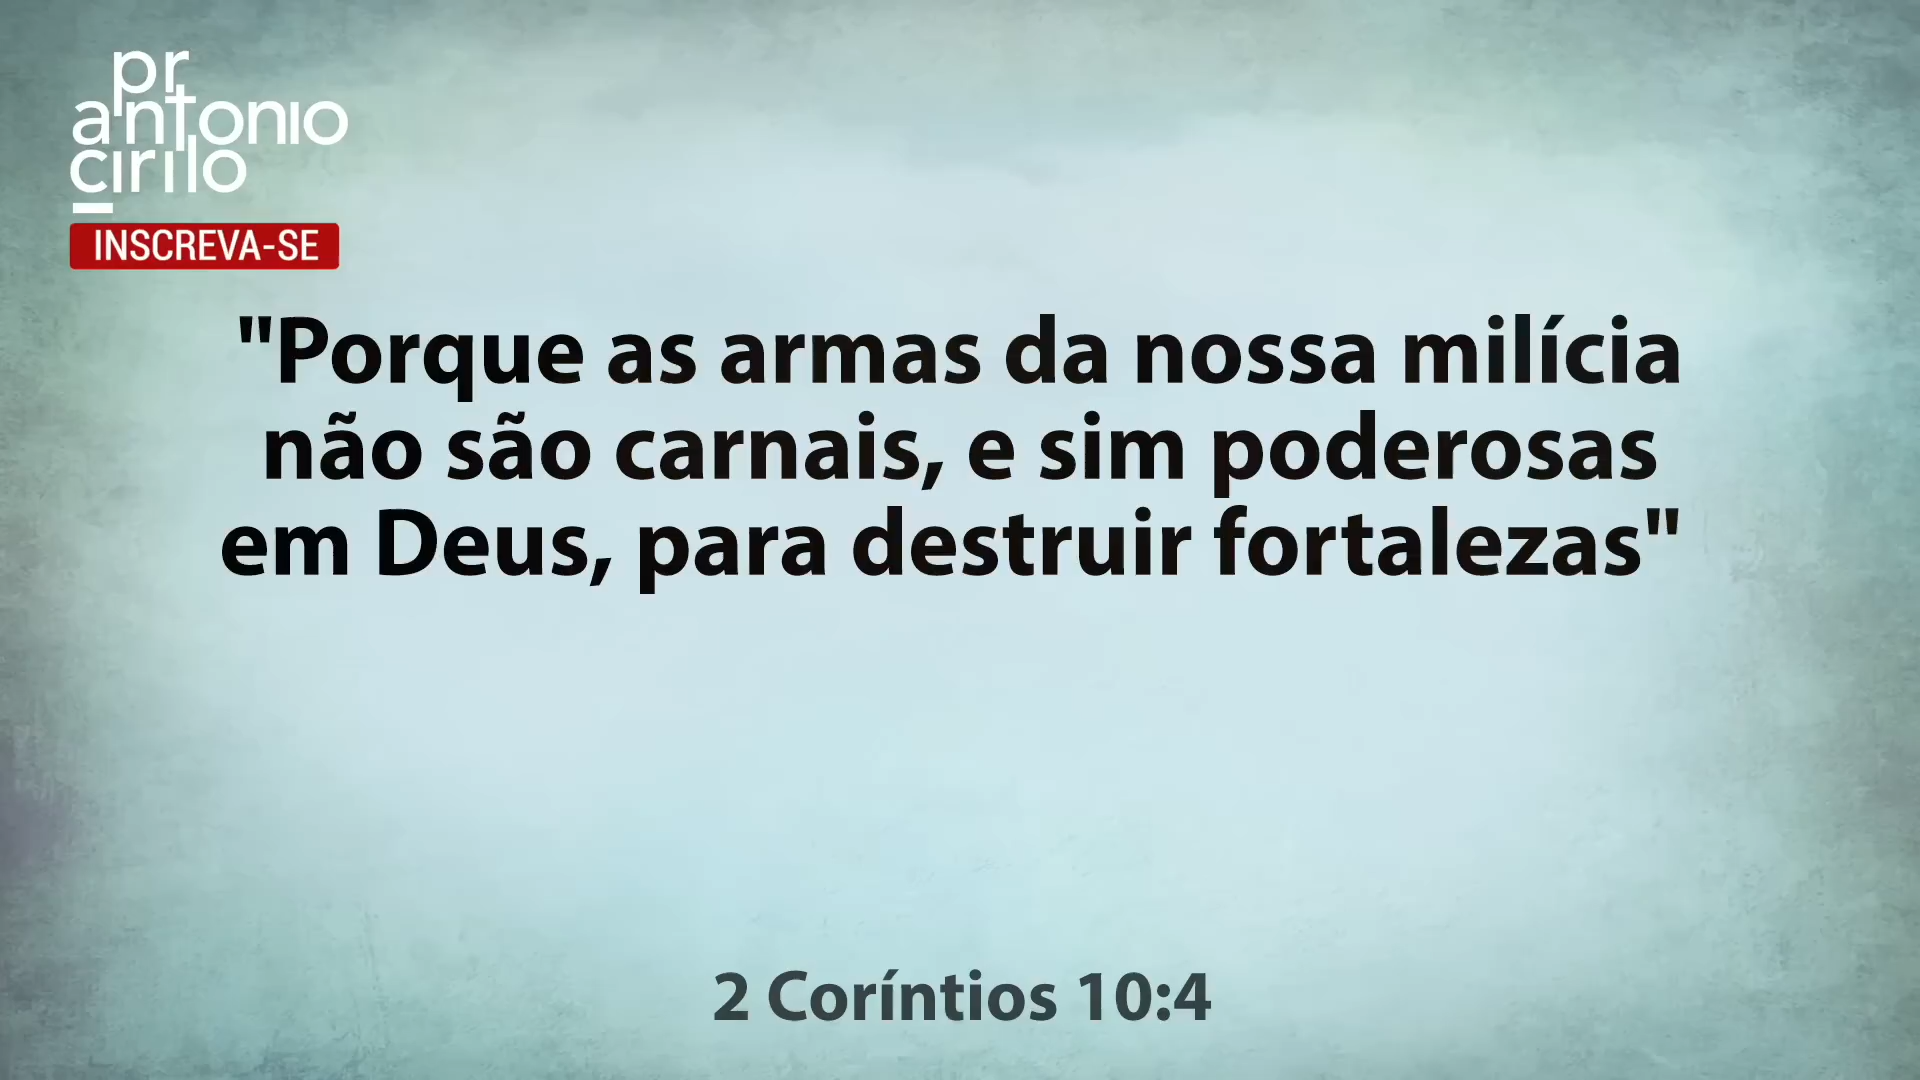 pr
antonio
cirilo
INSCREVA-SE
"Porque as armas da nossa milícia
não são carnais, e sim poderosas
em Deus, para destruir fortalezas"
2 Coríntios 10:4